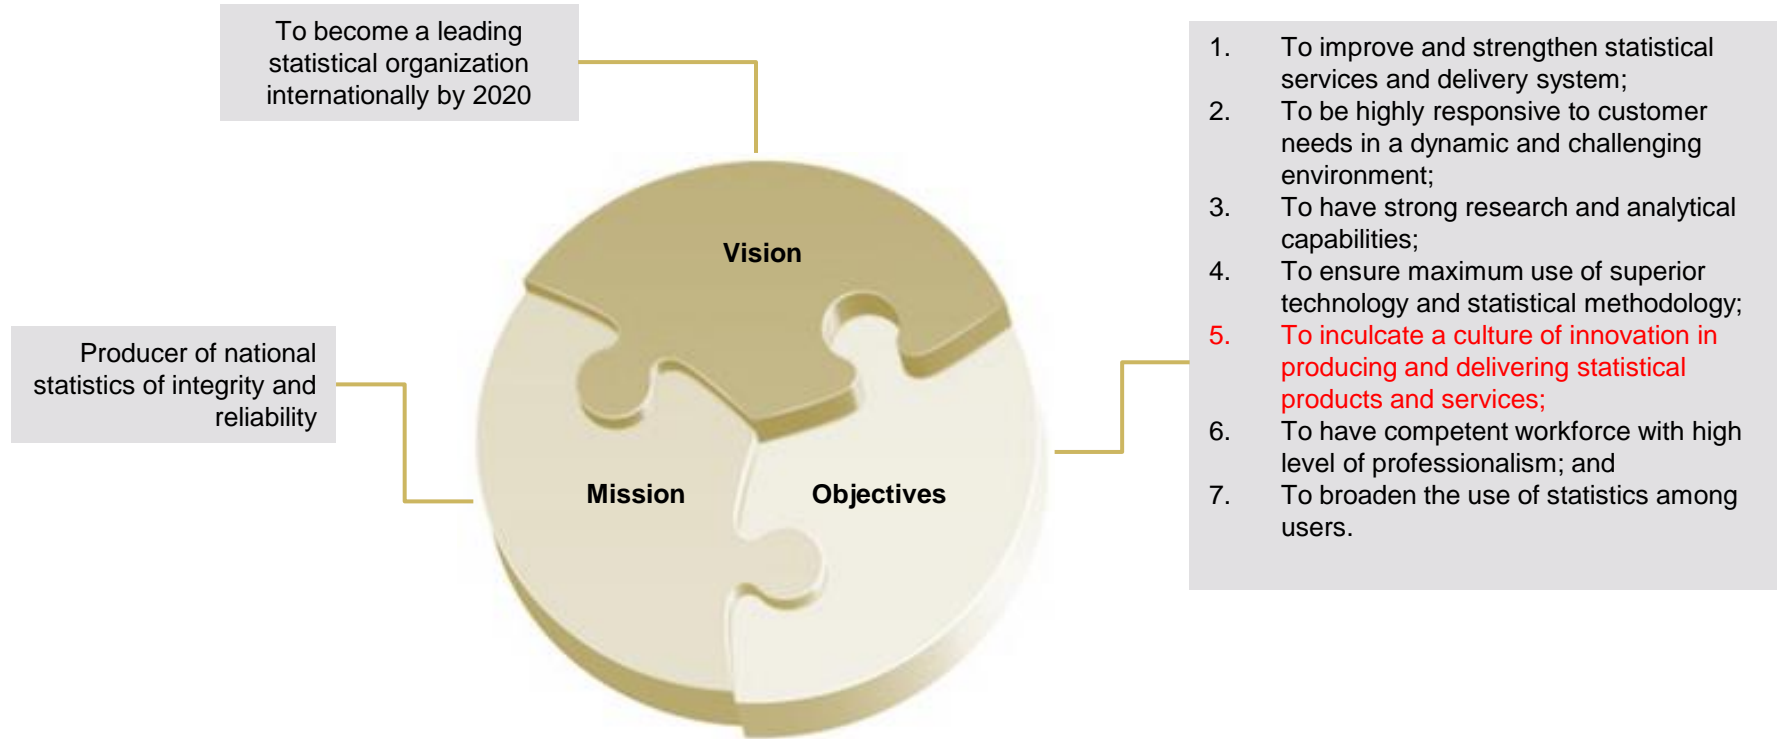 To become a leading
statistical organization
internationally by 2020
Vision
Producer of national
statistics of integrity and
reliability
Mission
Objectives
1. To improve and strengthen statistical
services and delivery system;
2. To be highly responsive to customer
needs in a dynamic and challenging
environment;
3. To have strong research and analytical
capabilities;
4. To ensure maximum use of superior
technology and statistical methodology;
5. To inculcate a culture of innovation in
producing and delivering statistical
products and services;
6. To have competent workforce with high
level of professionalism; and
7. To broaden the use of statistics among
users.